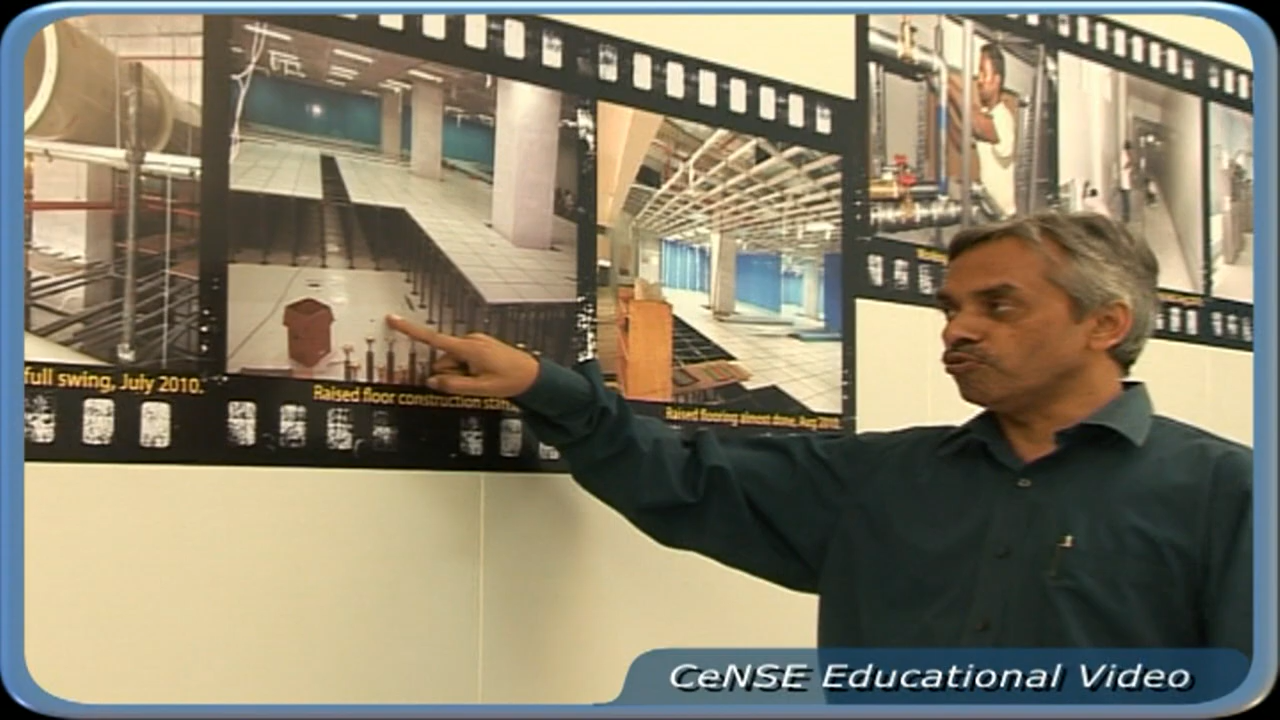 full swing, July 2010.
Raised floor construction
Raised flooring almost done, Aug 2010.
CeNSE Educational Video